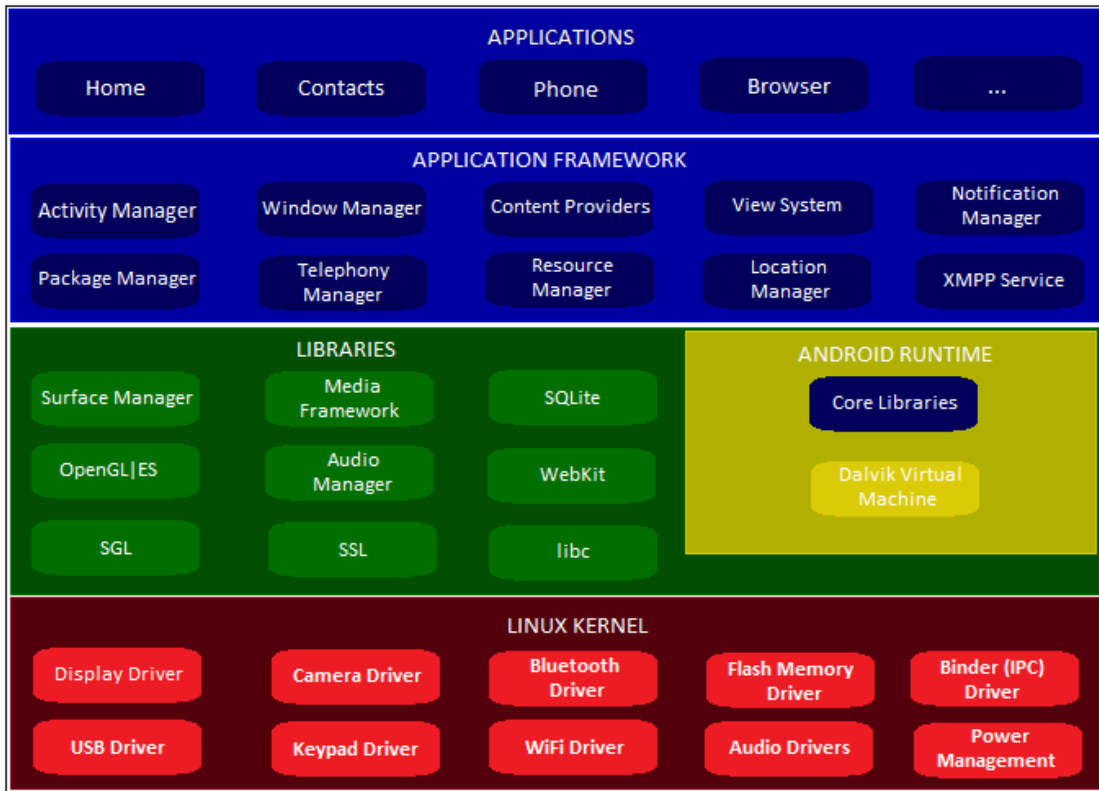 APPLICATIONS
Home
Contacts
Phone
Browser
...
APPLICATION FRAMEWORK
Activity Manager
Window Manager
Content Providers
View System
Notification
Manager
Package Manager
Telephony
Manager
Resource
Manager
Location
Manager
XMPP Service
LIBRARIES
Surface Manager
Media
Framework
SQLite
OpenGL|ES
Audio
Manager
WebKit
SGL
SSL
libc
ANDROID RUNTIME
Core Libraries
Dalvik Virtual
Machine
LINUX KERNEL
Display Driver
Camera Driver
Bluetooth
Driver
Flash Memory
Driver
Binder (IPC)
Driver
USB Driver
Keypad Driver
WiFi Driver
Audio Drivers
Power
Management